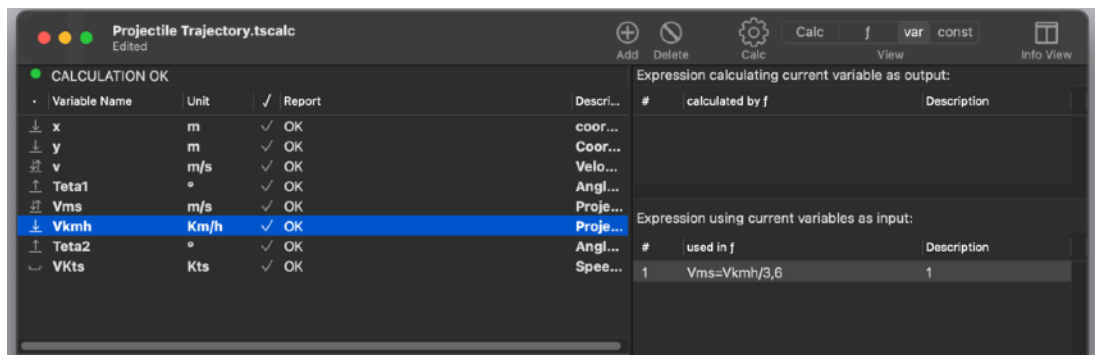 Projectile Trajectory.tscalc
Edited
Add Delete Calc Calc ƒ var const View Info View
CALCULATION OK
Variable Name Unit √ Report Descri...
x m ✓ OK coor...
y m ✓ OK Coor...
v m/s ✓ OK Velo...
Teta1 º ✓ OK Angl...
Vms m/s ✓ OK Proje...
Vkmh Km/h ✓ OK Proje...
Teta2 º ✓ OK Angl...
VKts Kts ✓ OK Spee...
Expression calculating current variable as output:
# calculated by ƒ Description
Expression using current variables as input:
# used in ƒ Description
1 Vms=Vkmh/3,6 1